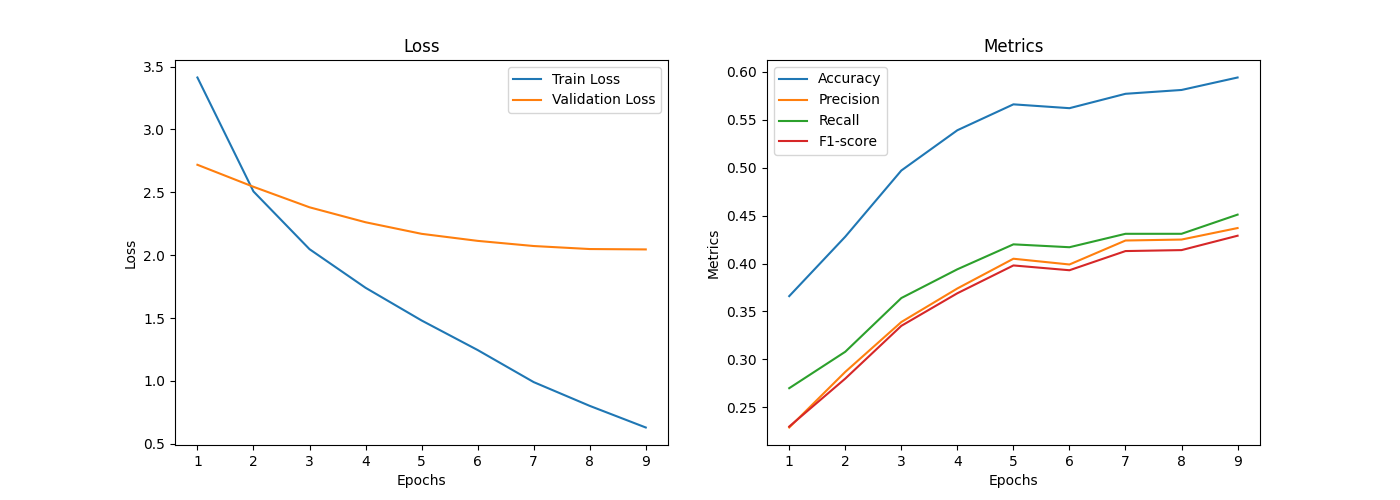 Loss
Train Loss
Validation Loss
3.5
3.0
2.5
2.0
1.5
1.0
0.5
Loss
1 2 3 4 5 6 7 8 9
Epochs
Metrics
Accuracy
Precision
Recall
F1-score
0.60
0.55
0.50
0.45
0.40
0.35
0.30
0.25
Metrics
1 2 3 4 5 6 7 8 9
Epochs